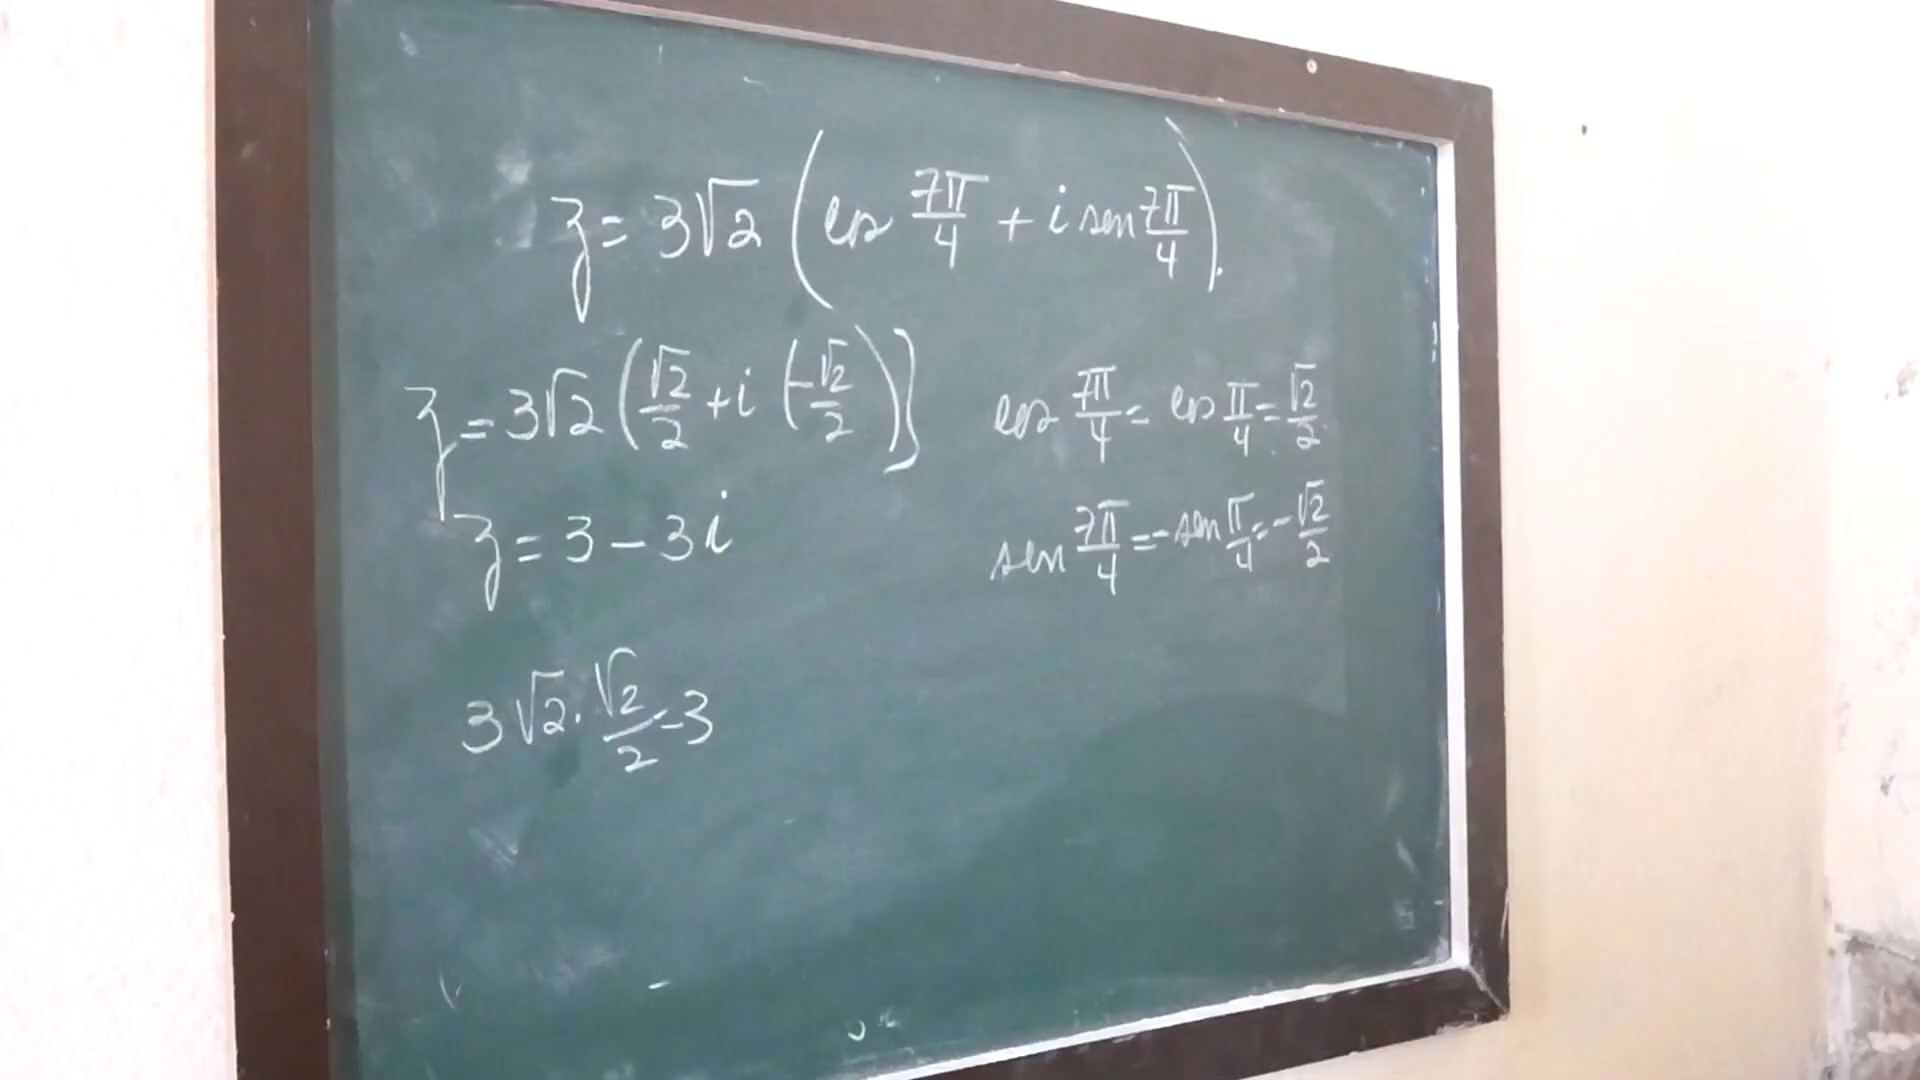 z = 3√2 (cos 7π/4 + i sen 7π/4).
z = 3√2 (√2/2 + i (-√2/2))]
cos 7π/4 = cos π/4 = √2/2
z = 3 - 3i
sen 7π/4 = -sen π/4 = -√2/2
3√2 · √2/2 = 3